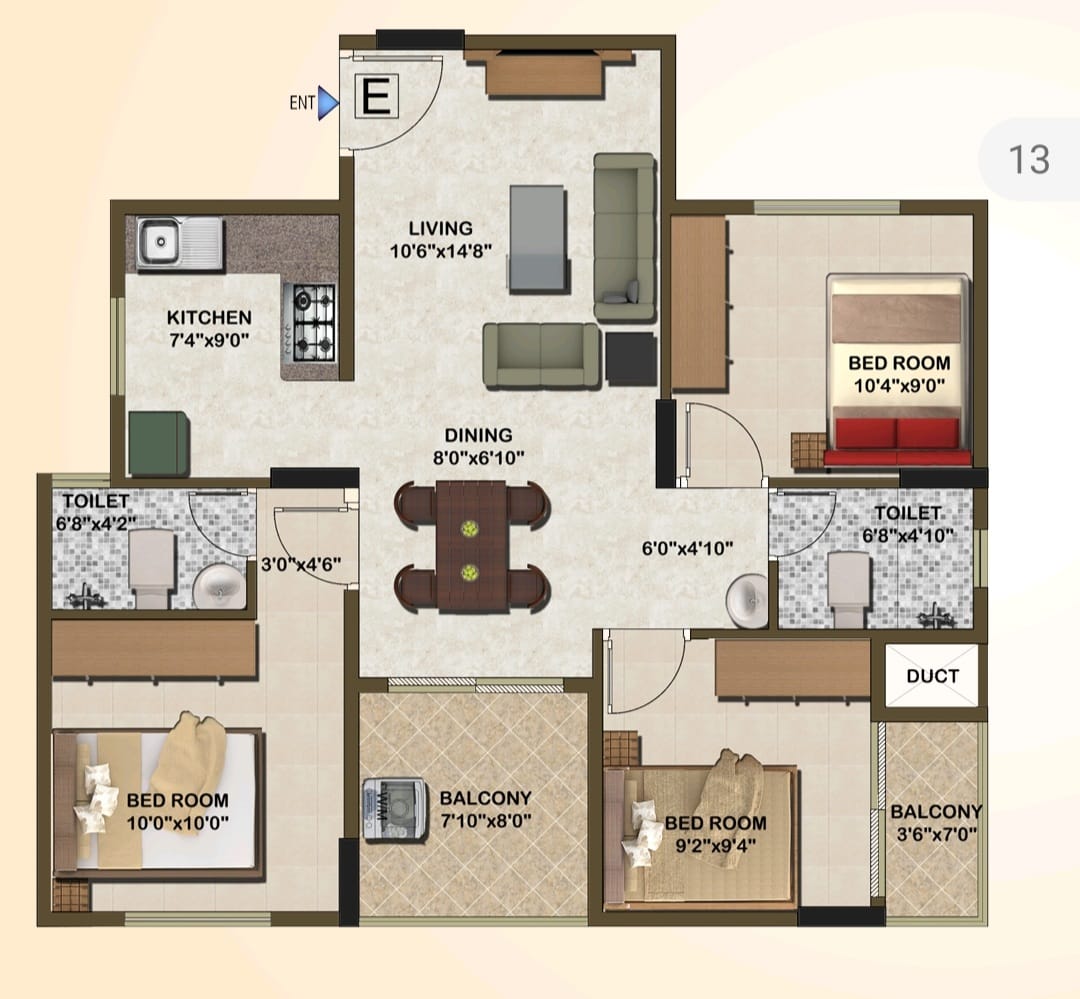 E
ENT
13
LIVING
10'6"x14'8"
KITCHEN
7'4"x9'0"
BED ROOM
10'4"x9'0"
DINING
8'0"x6'10"
TOILET
6'8"x4'2"
TOILET
6'8"x4'10"
6'0"x4'10"
3'0"x4'6"
DUCT
BED ROOM
10'0"x10'0"
BALCONY
7'10"x8'0"
BED ROOM
9'2"x9'4"
BALCONY
3'6"x7'0"